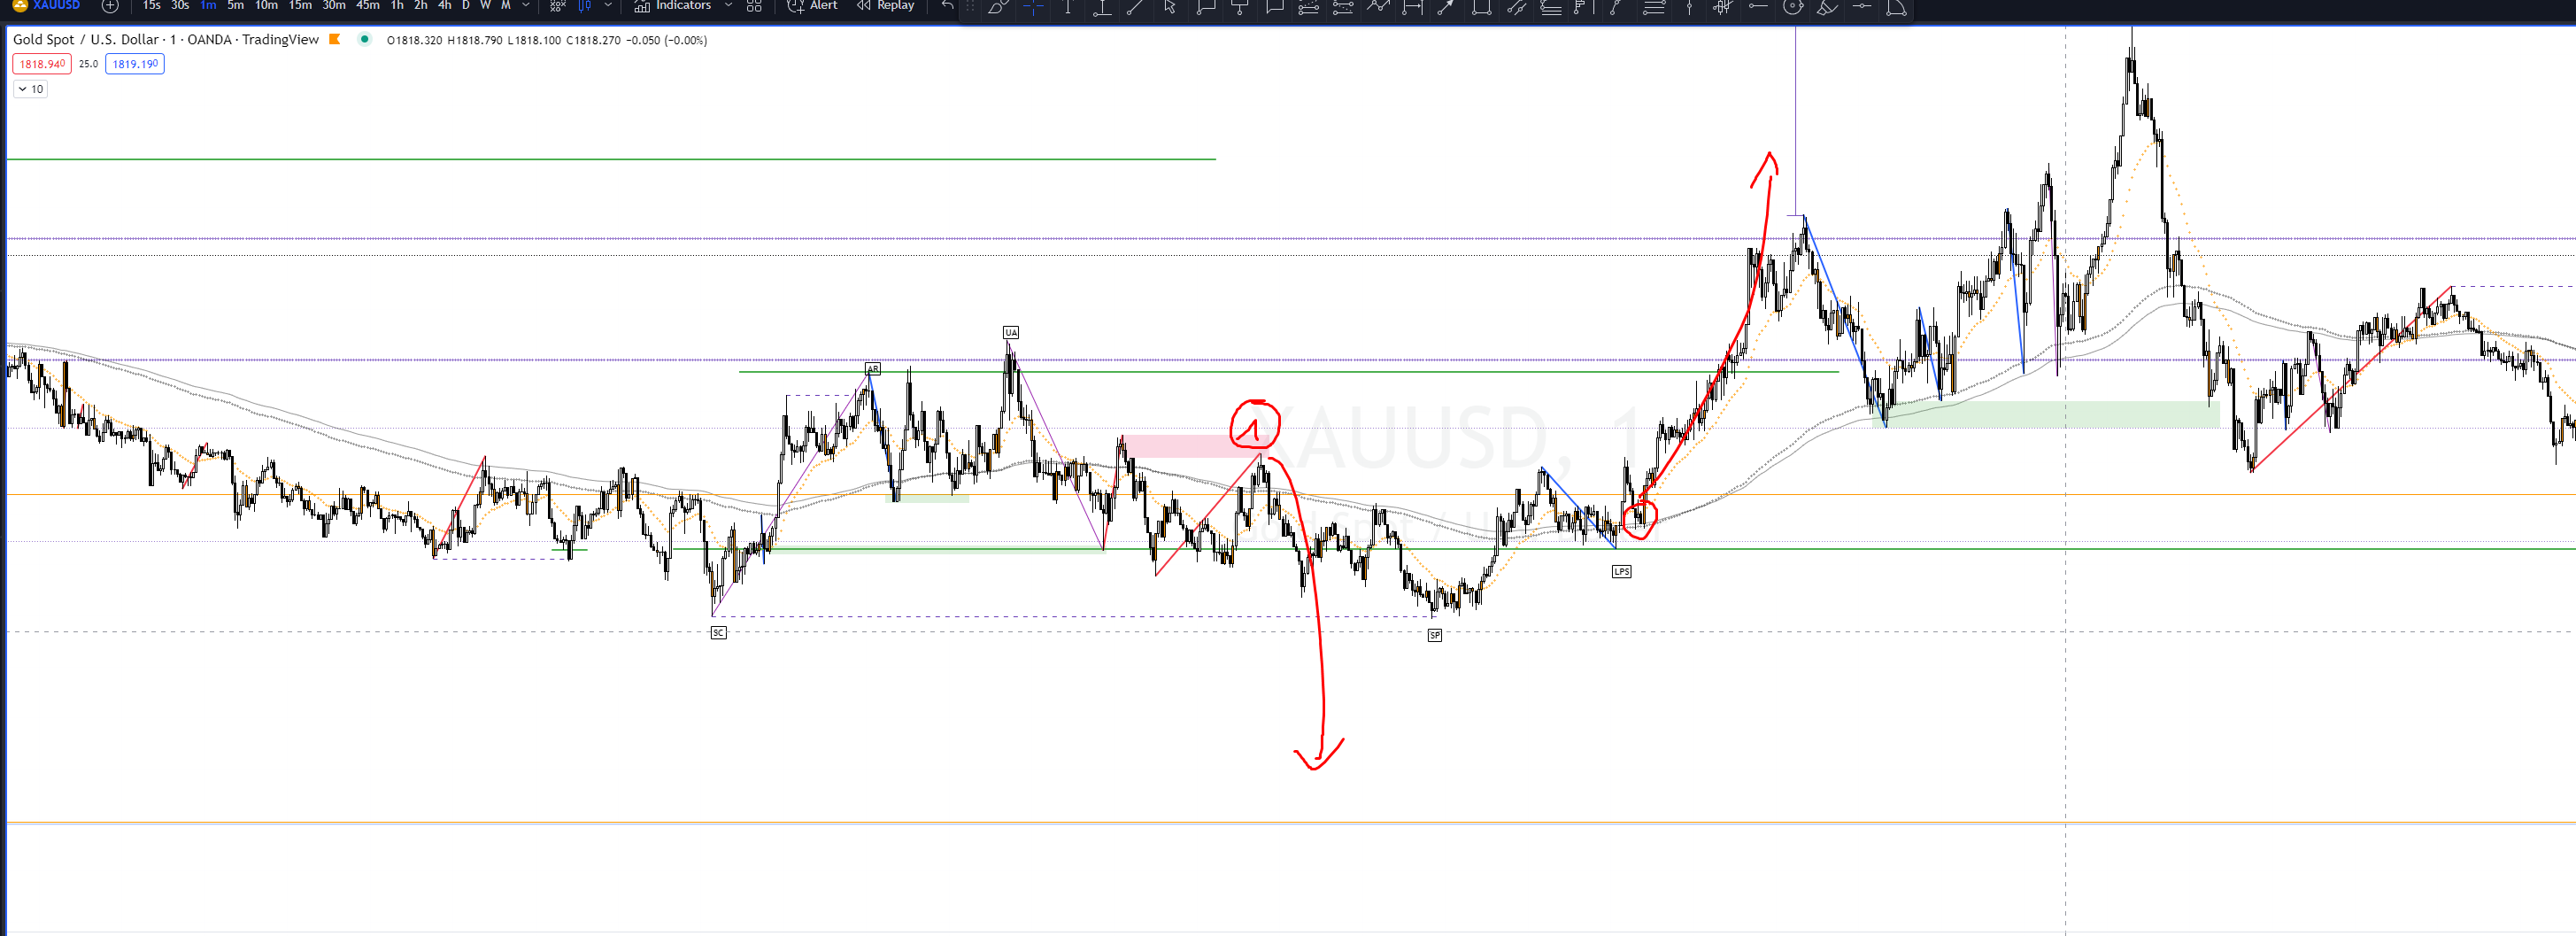 XAUUSD 15s 30s 1m 5m 10m 15m 30m 45m 1h 2h 4h D W M Indicators Alert Replay
Gold Spot / U.S. Dollar · 1 · OANDA · TradingView O1818.320 H1818.790 L1818.100 C1818.270 −0.050 (−0.00%)
1818.940 25.0 1819.190
10
UA
AR
1
XAUUSD, 1
LPS
SC
SP